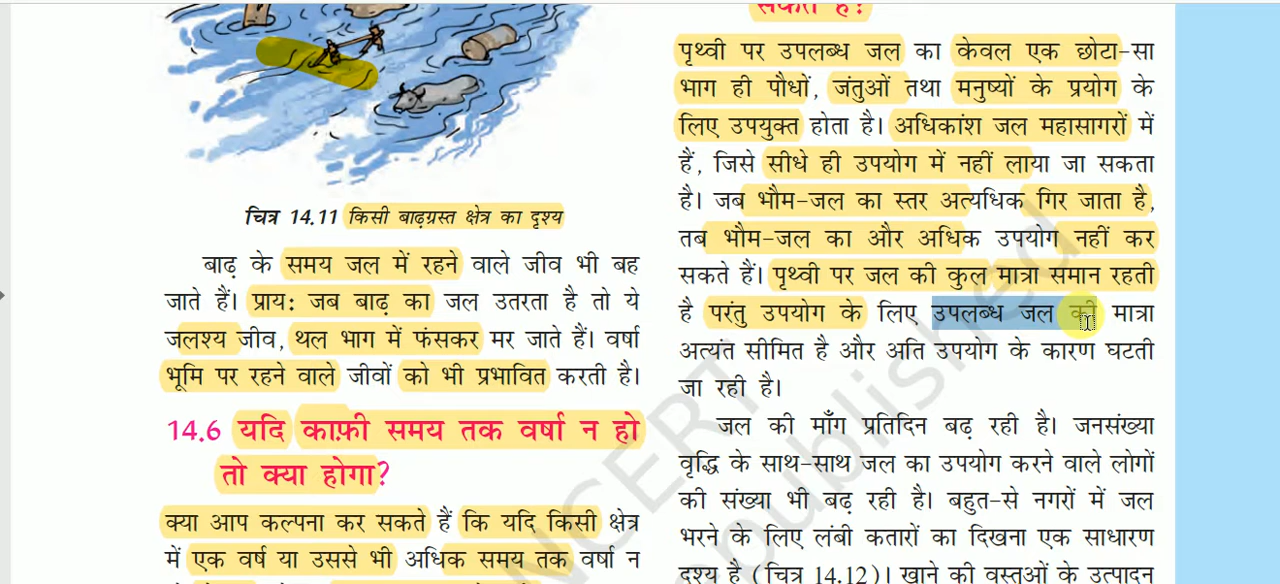 चित्र 14.11 किसी बाढ़ग्रस्त क्षेत्र का दृश्य
बाढ़ के समय जल में रहने वाले जीव भी बह
जाते हैं। प्राय: जब बाढ़ का जल उतरता है तो ये
जलश्य जीव, थल भाग में फंसकर मर जाते हैं। वर्षा
भूमि पर रहने वाले जीवों को भी प्रभावित करती है।
14.6 यदि काफ़ी समय तक वर्षा न हो
तो क्या होगा?
क्या आप कल्पना कर सकते हैं कि यदि किसी क्षेत्र
में एक वर्ष या उससे भी अधिक समय तक वर्षा न
सकते है?
पृथ्वी पर उपलब्ध जल का केवल एक छोटा-सा
भाग ही पौधों, जंतुओं तथा मनुष्यों के प्रयोग के
लिए उपयुक्त होता है। अधिकांश जल महासागरों में
हैं, जिसे सीधे ही उपयोग में नहीं लाया जा सकता
है। जब भौम-जल का स्तर अत्यधिक गिर जाता है,
तब भौम-जल का और अधिक उपयोग नहीं कर
सकते हैं। पृथ्वी पर जल की कुल मात्रा समान रहती
है परंतु उपयोग के लिए उपलब्ध जल की मात्रा
अत्यंत सीमित है और अति उपयोग के कारण घटती
जा रही है।
जल की माँग प्रतिदिन बढ़ रही है। जनसंख्या
वृद्धि के साथ-साथ जल का उपयोग करने वाले लोगों
की संख्या भी बढ़ रही है। बहुत-से नगरों में जल
भरने के लिए लंबी कतारों का दिखना एक साधारण
दृश्य है (चित्र 14.12)। खाने की वस्तुओं के उत्पादन
NCERT
republished